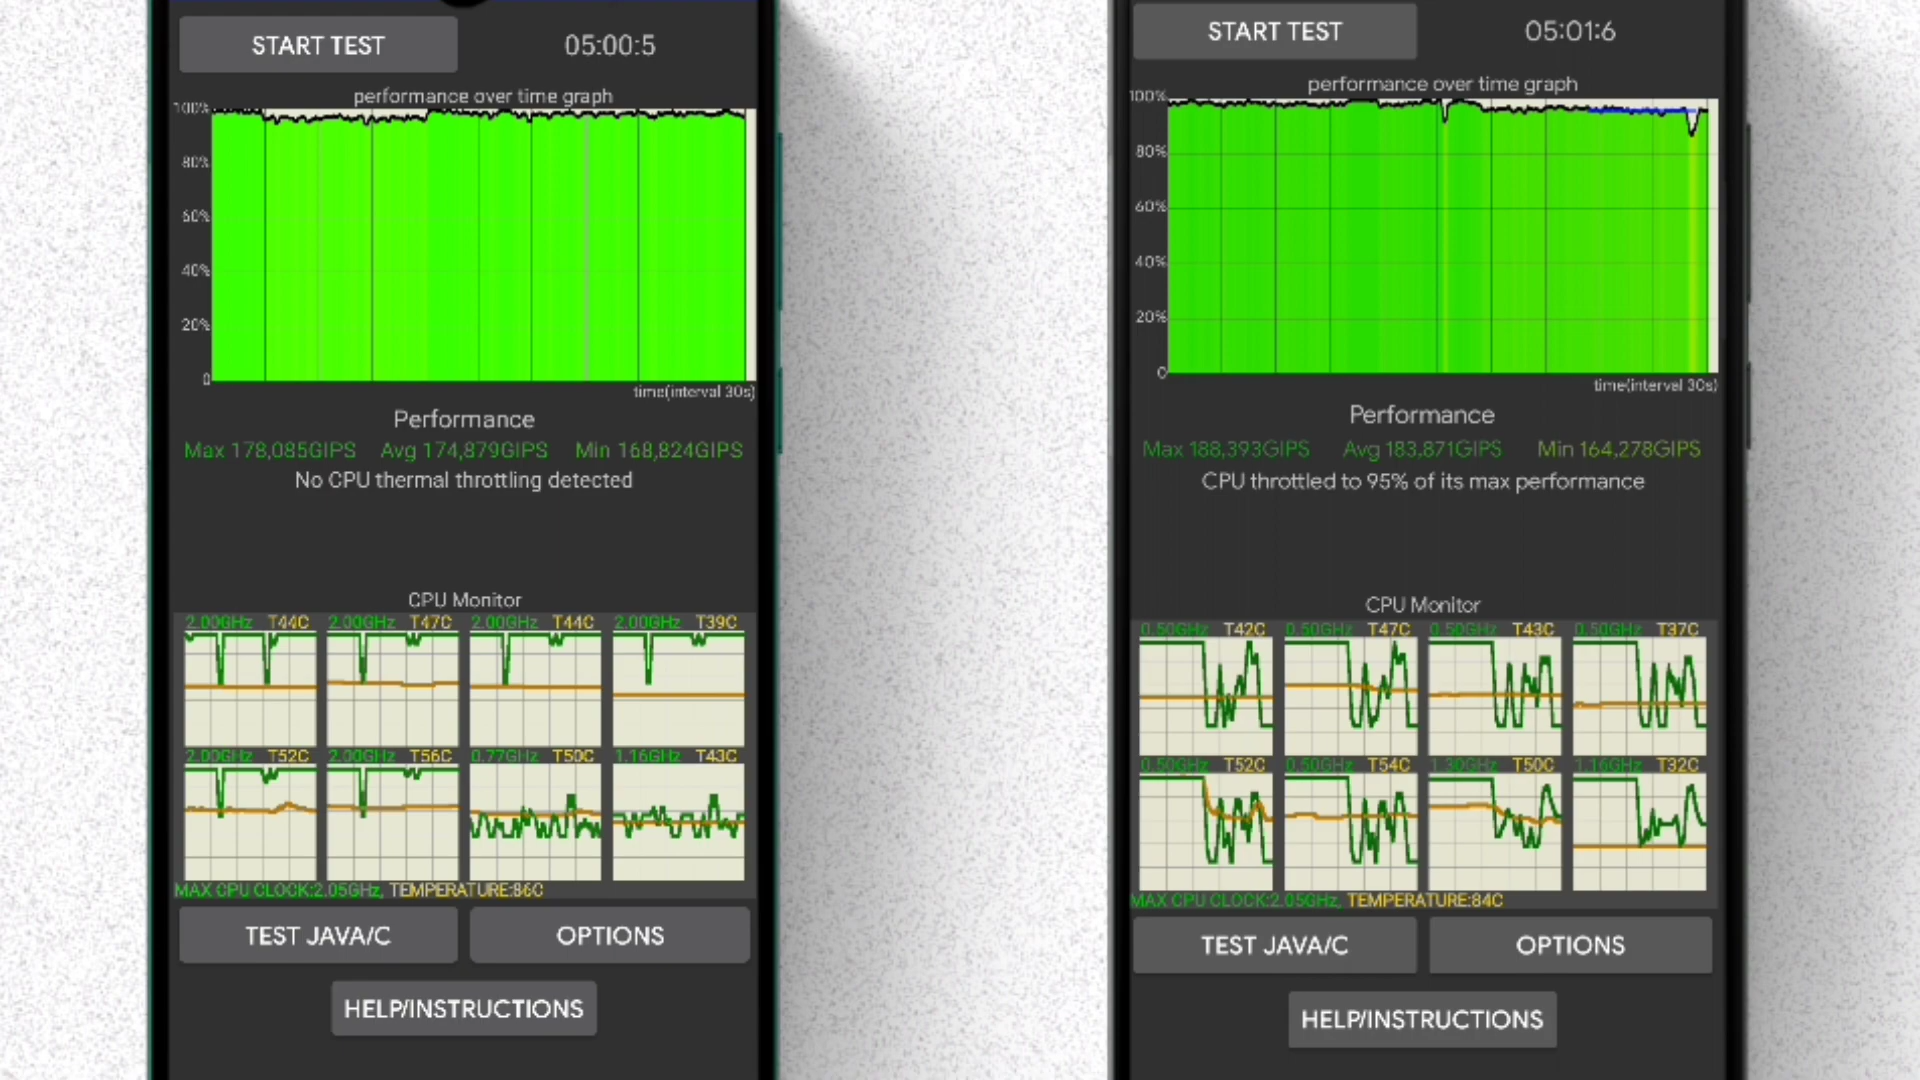 START TEST
05:00:5
performance over time graph
100%
80%
60%
40%
20%
0
time(interval 30s)
Performance
Max 178,085GIPS Avg 174,879GIPS Min 168,824GIPS
No CPU thermal throttling detected
CPU Monitor
2.00GHz T44C 2.00GHz T47C 2.00GHz T44C 2.00GHz T39C
2.00GHz T52C 2.00GHz T56C 0.77GHz T50C 1.16GHz T43C
MAX CPU CLOCK:2.05GHz, TEMPERATURE:86C
TEST JAVA/C
OPTIONS
HELP/INSTRUCTIONS
START TEST
05:01:6
performance over time graph
100%
80%
60%
40%
20%
0
time(interval 30s)
Performance
Max 188,393GIPS Avg 183,871GIPS Min 164,278GIPS
CPU throttled to 95% of its max performance
CPU Monitor
0.50GHz T42C 0.50GHz T47C 0.50GHz T43C 0.50GHz T37C
0.50GHz T52C 0.50GHz T54C 1.30GHz T50C 1.16GHz T32C
MAX CPU CLOCK:2.05GHz, TEMPERATURE:84C
TEST JAVA/C
OPTIONS
HELP/INSTRUCTIONS